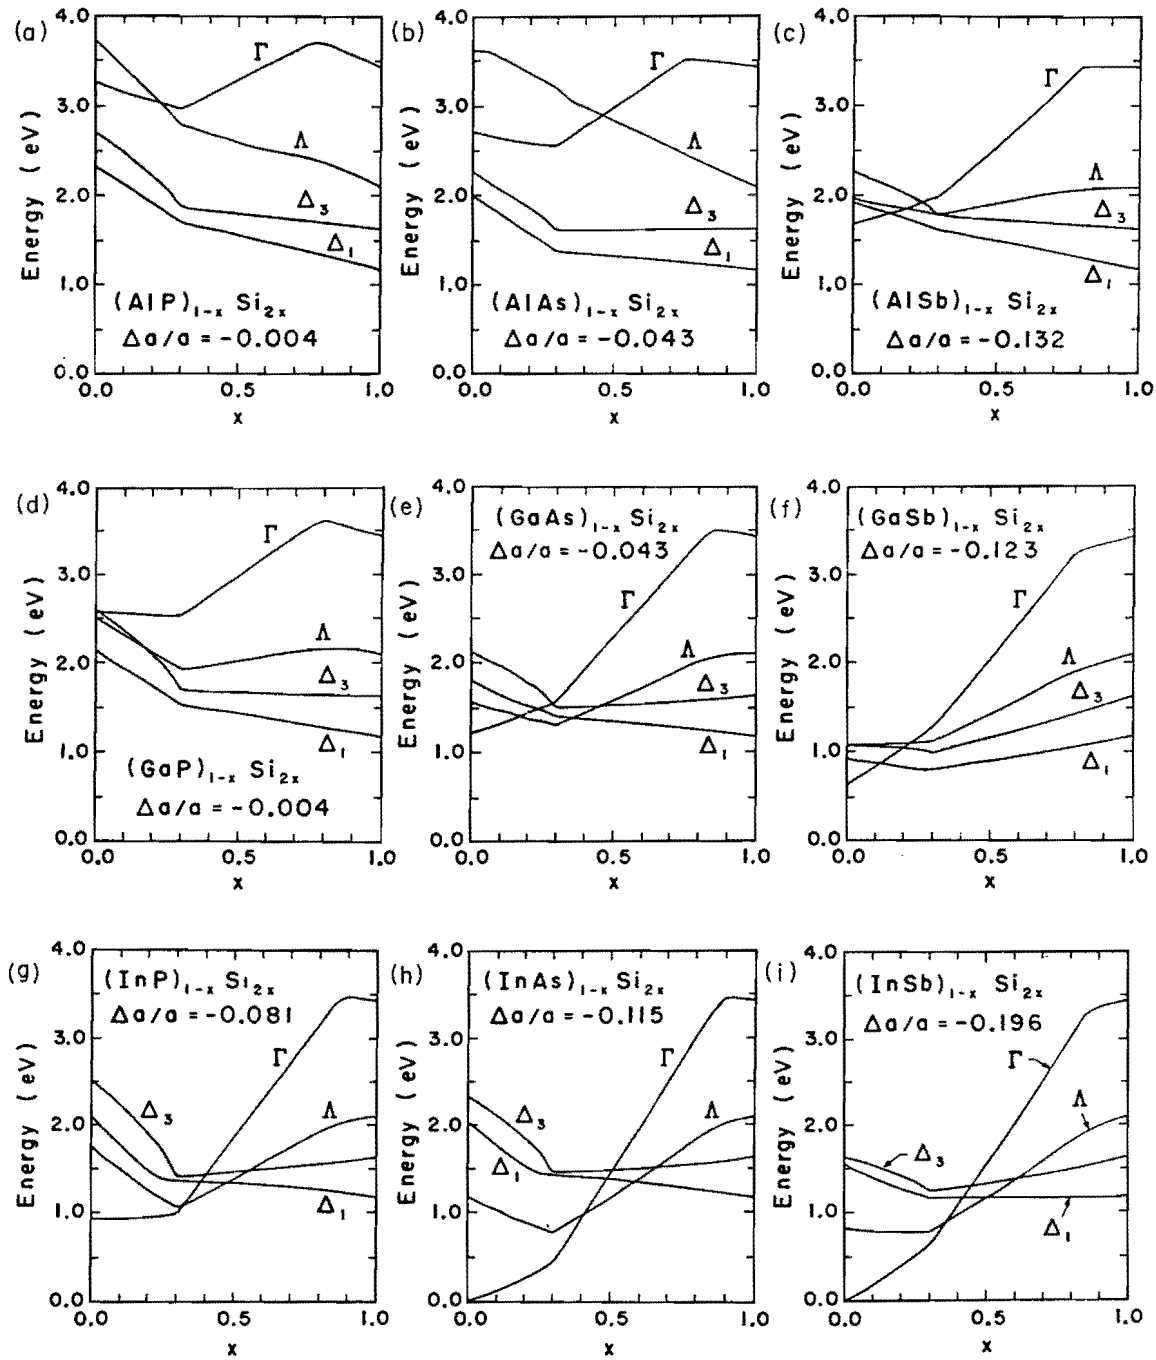 (a)
4.0
3.0
2.0
1.0
0.0
Energy (eV)
Γ
Λ
Δ₃
Δ₁
(AlP)₁₋ₓ Si₂ₓ
Δa/a = -0.004
0.0 0.5 1.0
x
(b)
4.0
3.0
2.0
1.0
0.0
Energy (eV)
Γ
Λ
Δ₃
Δ₁
(AlAs)₁₋ₓ Si₂ₓ
Δa/a = -0.043
0.0 0.5 1.0
x
(c)
4.0
3.0
2.0
1.0
0.0
Energy (eV)
Γ
Λ
Δ₃
Δ₁
(AlSb)₁₋ₓ Si₂ₓ
Δa/a = -0.132
0.0 0.5 1.0
x
(d)
4.0
3.0
2.0
1.0
0.0
Energy (eV)
Γ
Λ
Δ₃
Δ₁
(GaP)₁₋ₓ Si₂ₓ
Δa/a = -0.004
0.0 0.5 1.0
x
(e)
4.0
3.0
2.0
1.0
0.0
Energy (eV)
(GaAs)₁₋ₓ Si₂ₓ
Δa/a = -0.043
Γ
Λ
Δ₃
Δ₁
0.0 0.5 1.0
x
(f)
4.0
3.0
2.0
1.0
0.0
Energy (eV)
(GaSb)₁₋ₓ Si₂ₓ
Δa/a = -0.123
Γ
Λ
Δ₃
Δ₁
0.0 0.5 1.0
x
(g)
4.0
3.0
2.0
1.0
0.0
Energy (eV)
(InP)₁₋ₓ Si₂ₓ
Δa/a = -0.081
Γ
Δ₃
Λ
Δ₁
0.0 0.5 1.0
x
(h)
4.0
3.0
2.0
1.0
0.0
Energy (eV)
(InAs)₁₋ₓ Si₂ₓ
Δa/a = -0.115
Γ
Δ₃
Λ
Δ₁
0.0 0.5 1.0
x
(i)
4.0
3.0
2.0
1.0
0.0
Energy (eV)
(InSb)₁₋ₓ Si₂ₓ
Δa/a = -0.196
Γ
Λ
Δ₃
Δ₁
0.0 0.5 1.0
x